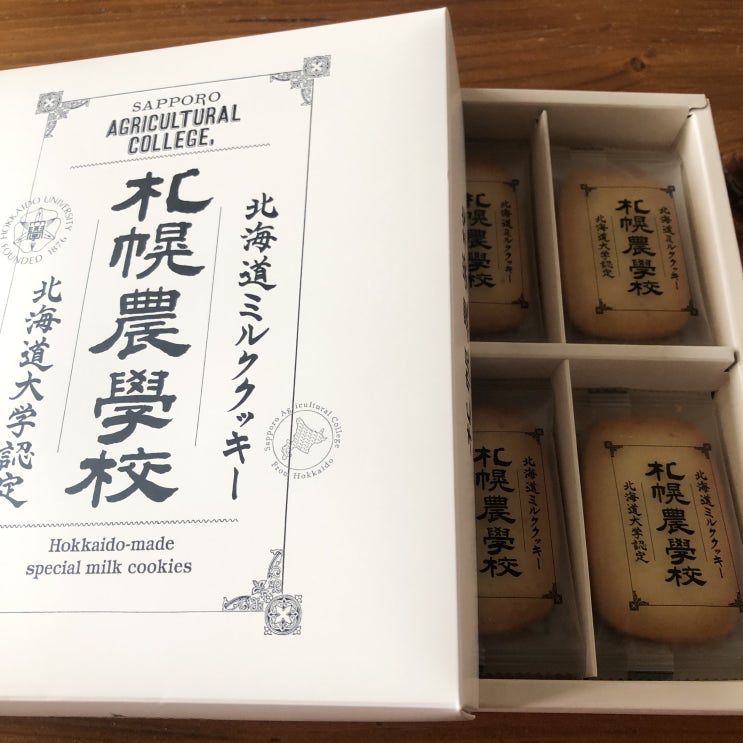 SAPPORO
AGRICULTURAL
COLLEGE,
北海道ミルククッキー
札幌農學校
北海道大学認定
HOKKAIDO UNIVERSITY
FOUNDED 1876
Sapporo Agricultural College
From Hokkaido
Hokkaido-made
special milk cookies
北海道ミルククッキー
札幌農學校
北海道大学認定
北海道ミルククッキー
札幌農學校
北海道大学認定
北海道ミルククッキー
札幌農學校
北海道ミルククッキー
札幌農學校